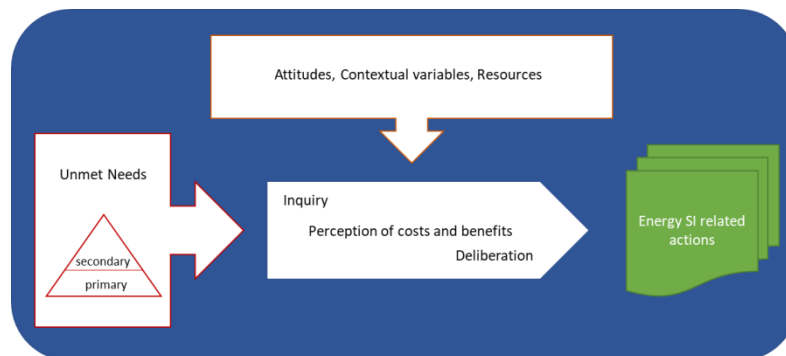 Attitudes, Contextual variables, Resources
Unmet Needs
secondary
primary
Inquiry
Perception of costs and benefits
Deliberation
Energy SI related
actions